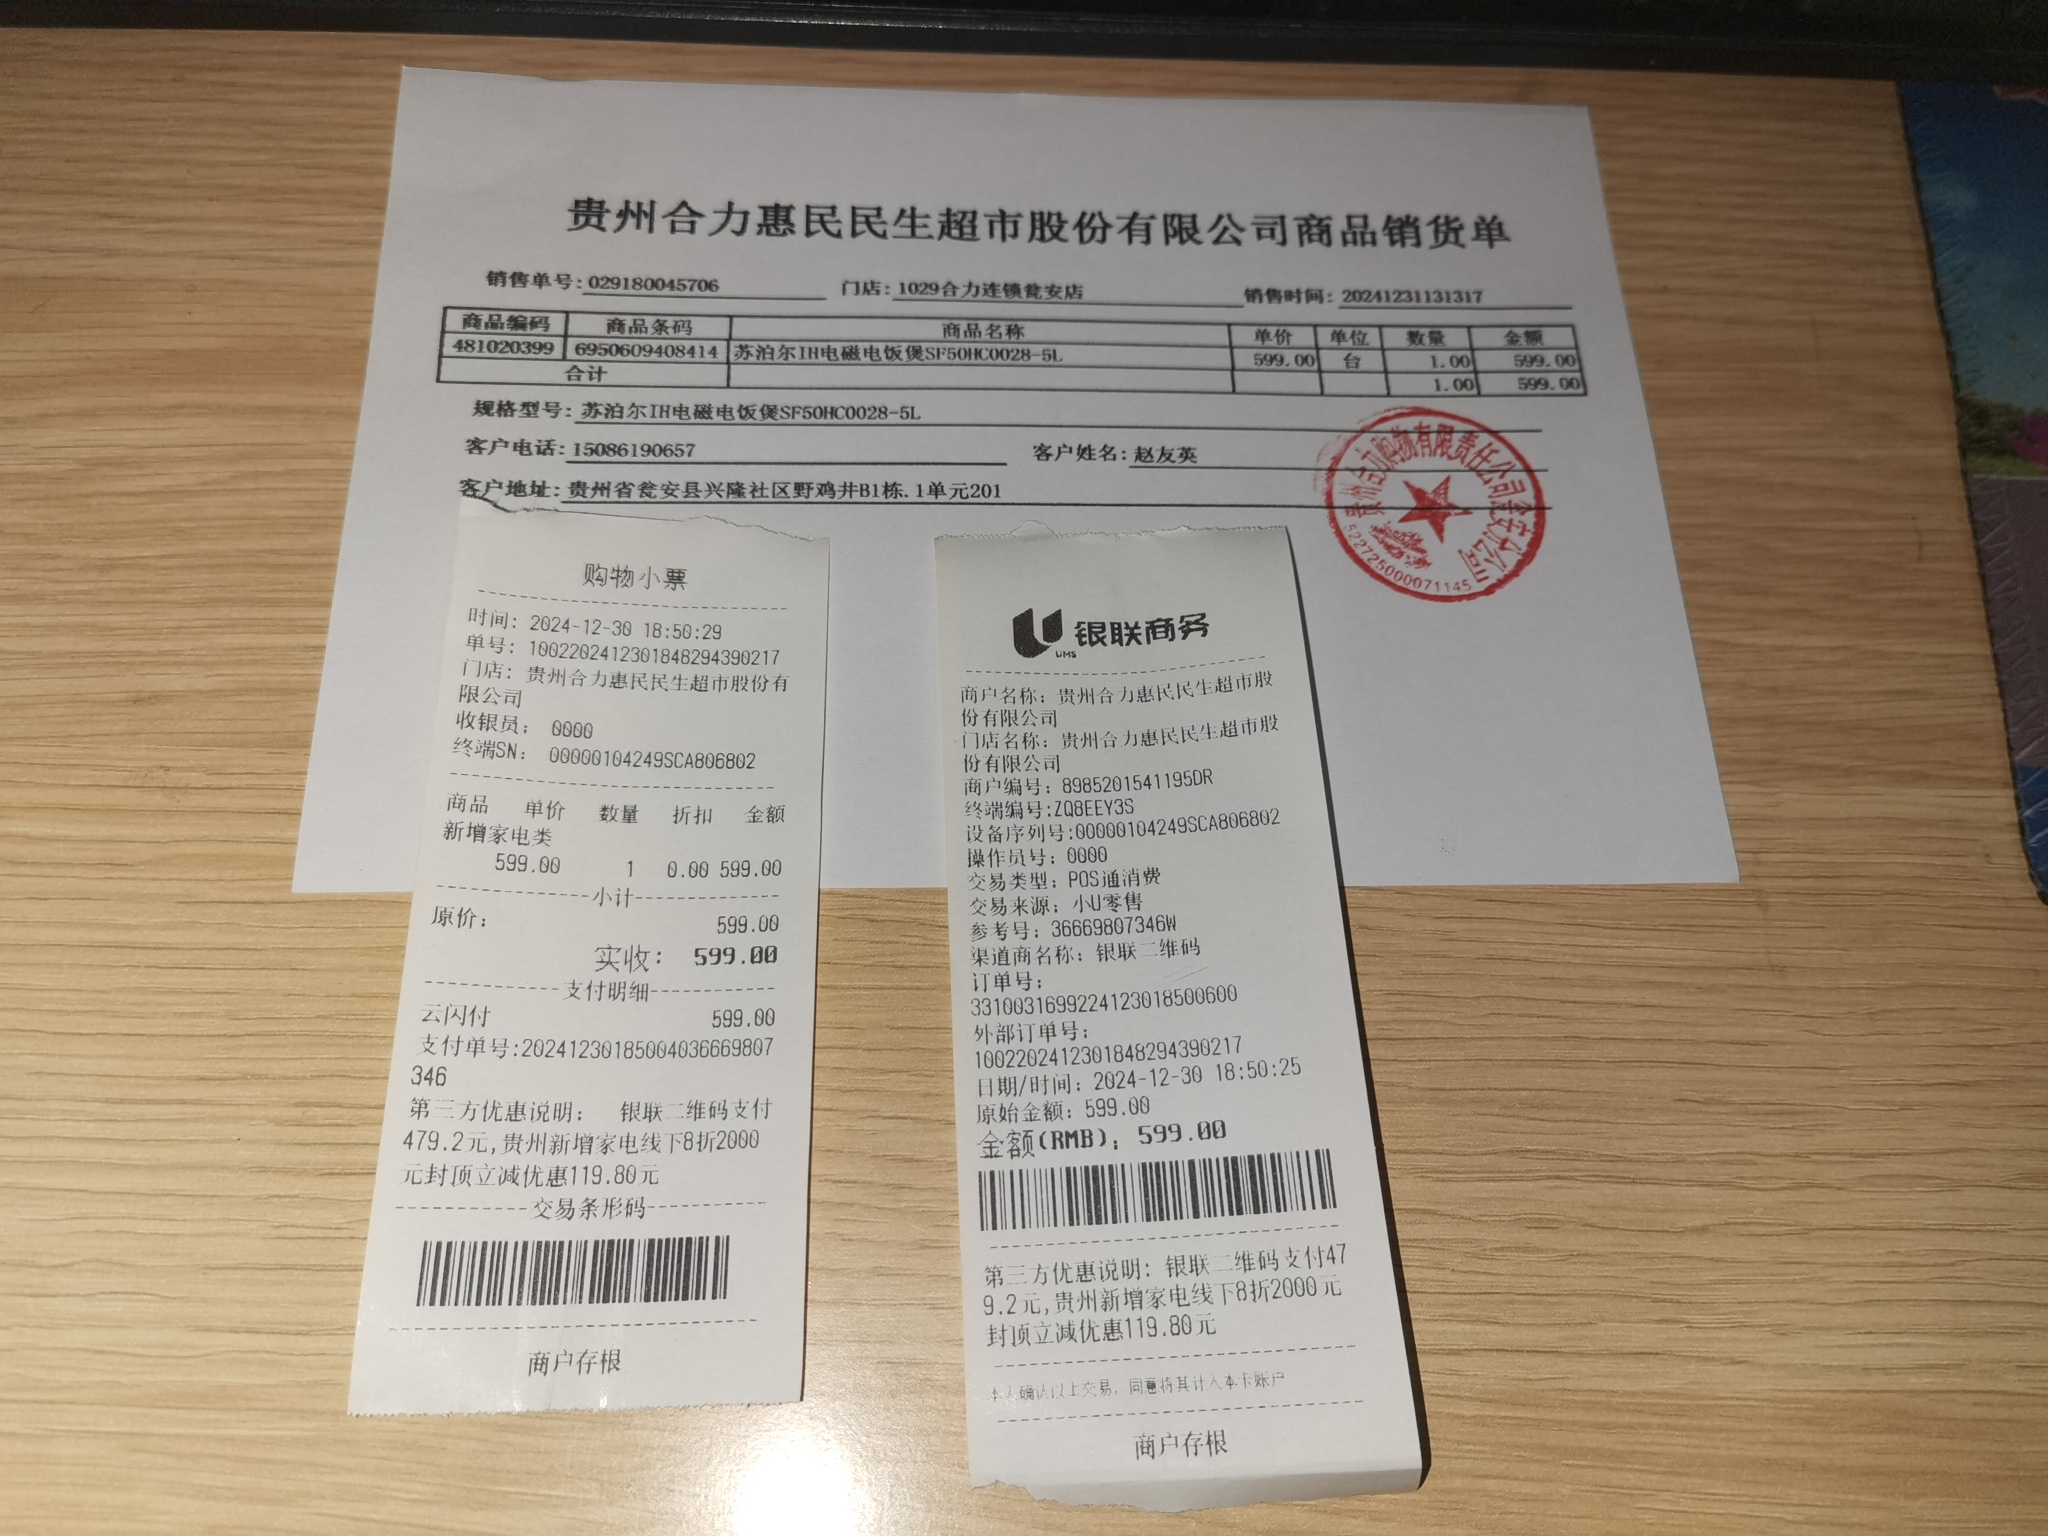 贵州合力惠民民生超市股份有限公司商品销货单
销售单号:029180045706 门店:1029合力连锁瓮安店 销售时间:20241231131317
商品编码 商品条码 商品名称 单价 单位 数量 金额
481020399 6950609408414 苏泊尔IH电磁电饭煲SF50HC0028-5L 599.00 台 1.00 599.00
合计 1.00 599.00
规格型号:苏泊尔IH电磁电饭煲SF50HC0028-5L
客户电话:15086190657 客户姓名:赵友英
客户地址:贵州省瓮安县兴隆社区野鸡井B1栋.1单元201
522725000071145
购物小票
时间: 2024-12-30 18:50:29
单号: 1002202412301848294390217
门店: 贵州合力惠民民生超市股份有
限公司
收银员: 0000
终端SN: 00000104249SCA806802
商品 单价 数量 折扣 金额
新增家电类
599.00 1 0.00 599.00
小计
原价: 599.00
实收: 599.00
支付明细
云闪付 599.00
支付单号:20241230185004036669807
346
第三方优惠说明: 银联二维码支付
479.2元,贵州新增家电线下8折2000
元封顶立减优惠119.80元
交易条形码
商户存根
银联商务
UMS
商户名称: 贵州合力惠民民生超市股
份有限公司
门店名称: 贵州合力惠民民生超市股
份有限公司
商户编号: 8985201541195DR
终端编号:ZQ8EEY3S
设备序列号:00000104249SCA806802
操作员号: 0000
交易类型: POS通消费
交易来源: 小U零售
参考号: 36669807346W
渠道商名称: 银联二维码
订单号:
3310031699224123018500600
外部订单号:
1002202412301848294390217
日期/时间: 2024-12-30 18:50:25
原始金额: 599.00
金额(RMB): 599.00
第三方优惠说明: 银联二维码支付47
9.2元,贵州新增家电线下8折2000元
封顶立减优惠119.80元
本人确认以上交易,同意将其计入本卡账户
商户存根